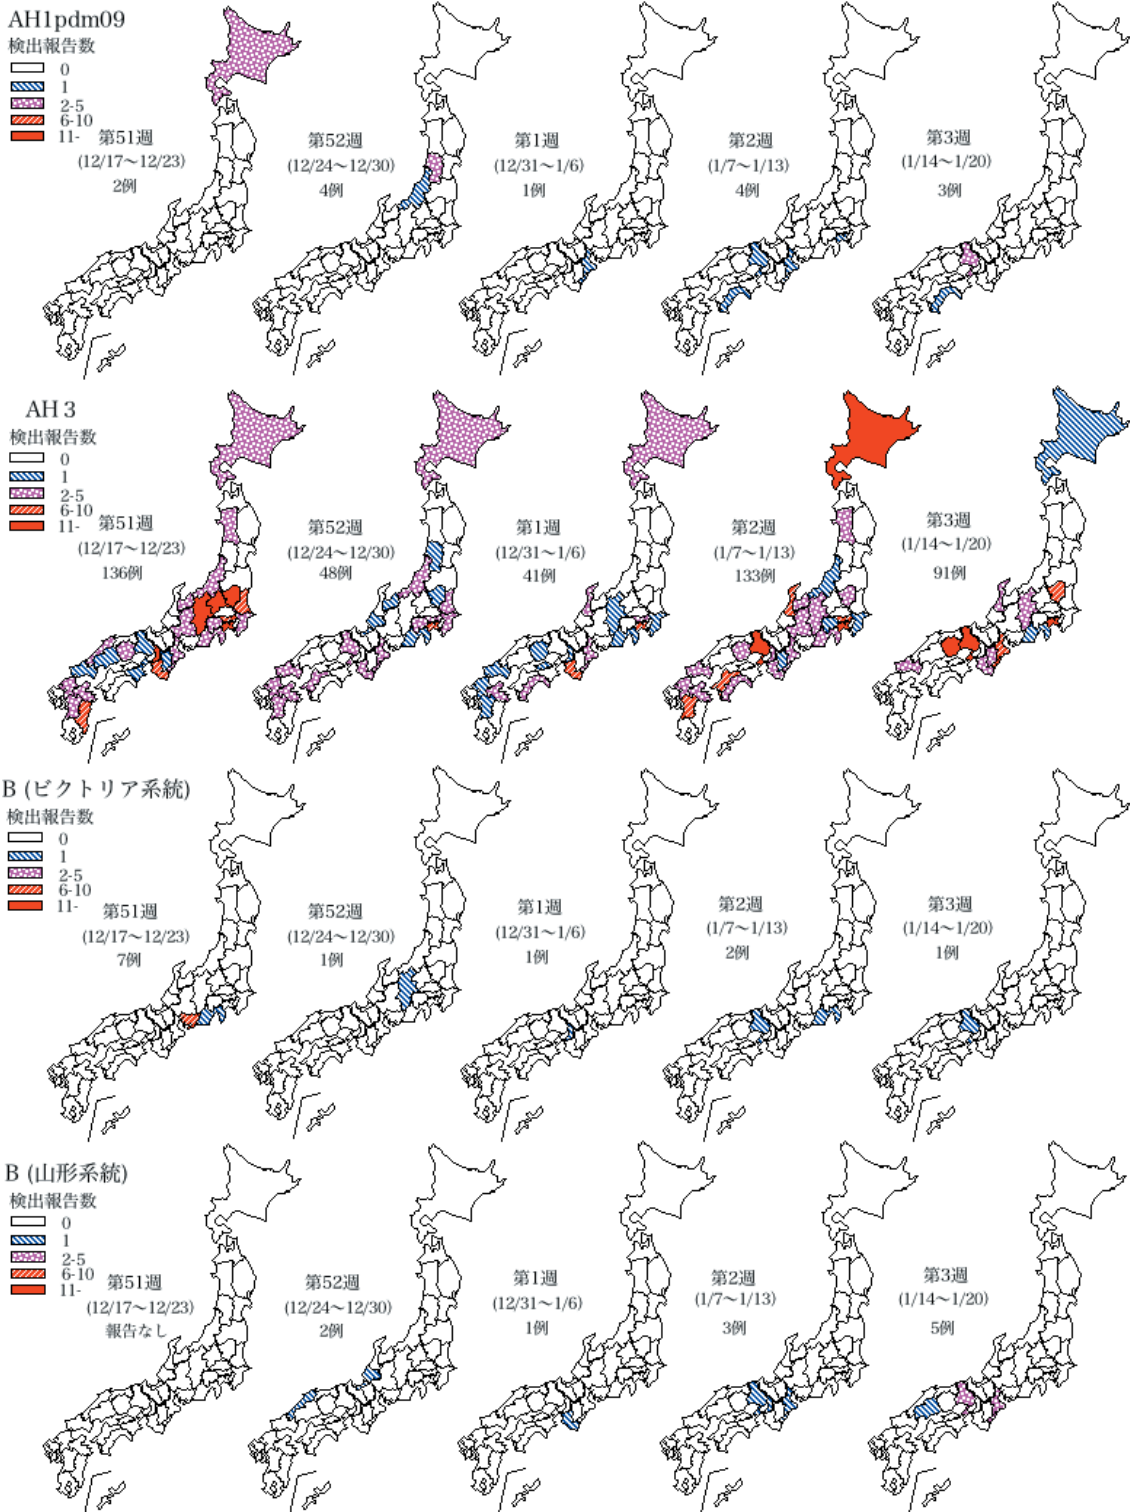 AH1pdm09
検出報告数
0
1
2-5
6-10
11-
第51週
(12/17～12/23)
2例
第52週
(12/24～12/30)
4例
第1週
(12/31～1/6)
1例
第2週
(1/7～1/13)
4例
第3週
(1/14～1/20)
3例
AH 3
検出報告数
0
1
2-5
6-10
11-
第51週
(12/17～12/23)
136例
第52週
(12/24～12/30)
48例
第1週
(12/31～1/6)
41例
第2週
(1/7～1/13)
133例
第3週
(1/14～1/20)
91例
B (ビクトリア系統)
検出報告数
0
1
2-5
6-10
11-
第51週
(12/17～12/23)
7例
第52週
(12/24～12/30)
1例
第1週
(12/31～1/6)
1例
第2週
(1/7～1/13)
2例
第3週
(1/14～1/20)
1例
B (山形系統)
検出報告数
0
1
2-5
6-10
11-
第51週
(12/17～12/23)
報告なし
第52週
(12/24～12/30)
2例
第1週
(12/31～1/6)
1例
第2週
(1/7～1/13)
3例
第3週
(1/14～1/20)
5例